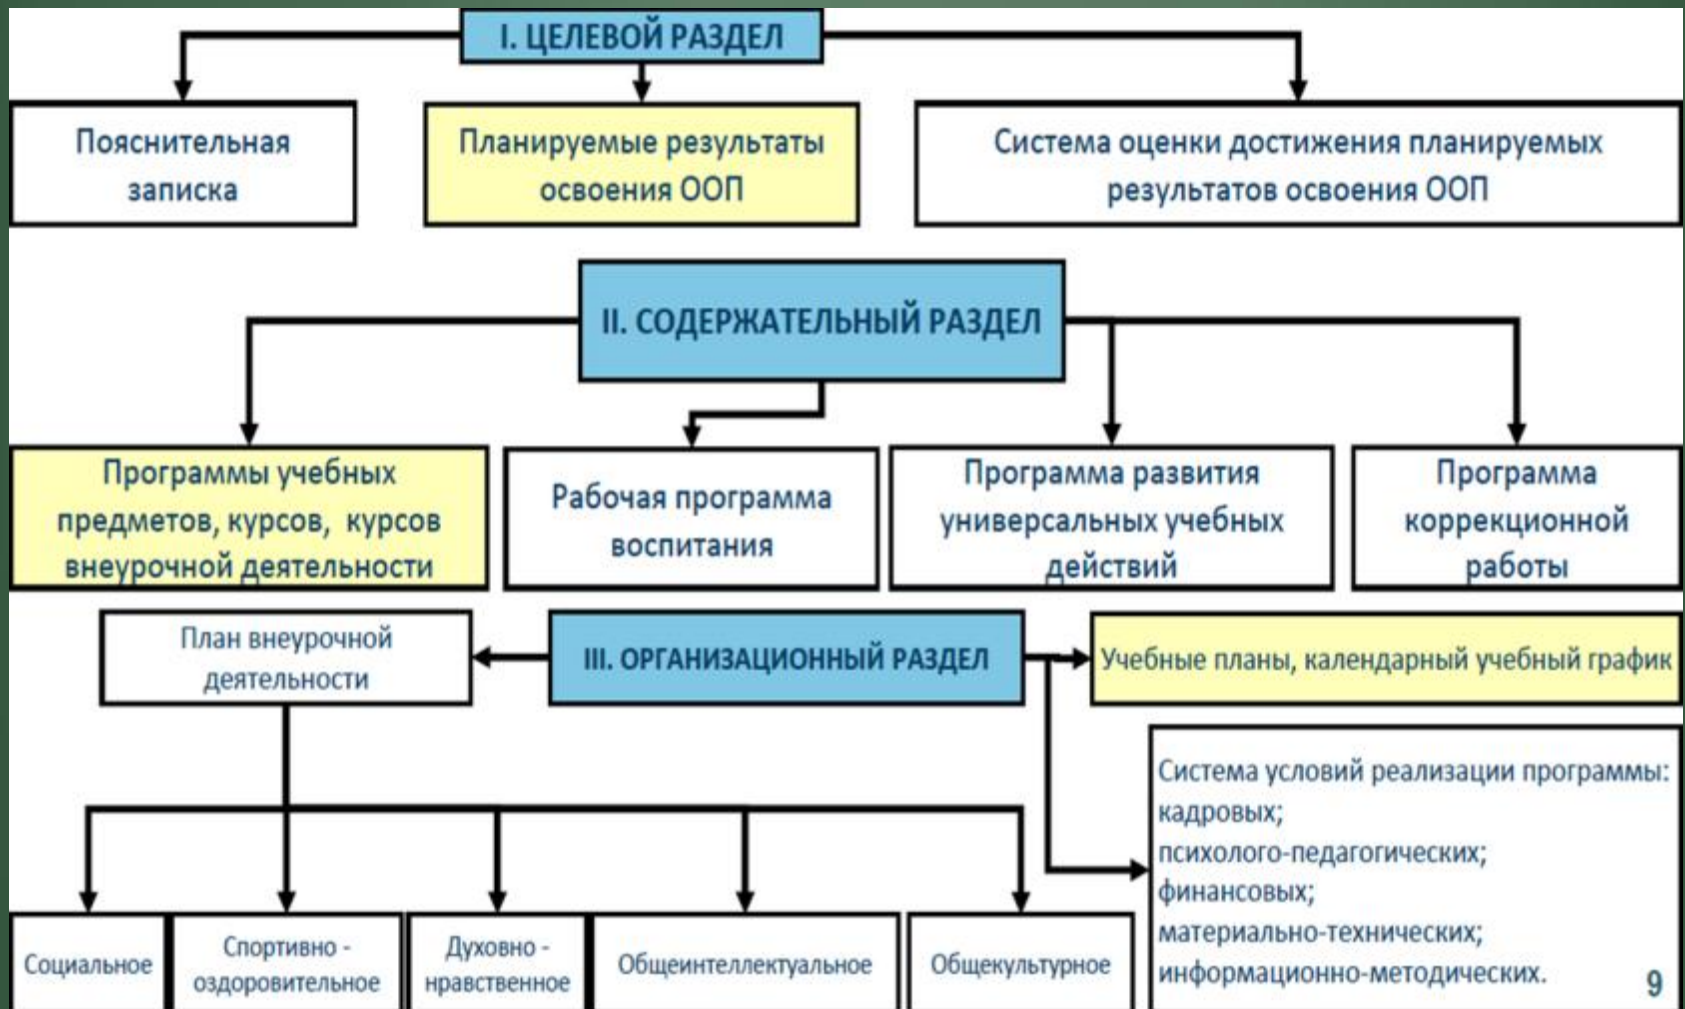 I. ЦЕЛЕВОЙ РАЗДЕЛ
Пояснительная
записка
Планируемые результаты
освоения ООП
Система оценки достижения планируемых
результатов освоения ООП
II. СОДЕРЖАТЕЛЬНЫЙ РАЗДЕЛ
Программы учебных
предметов, курсов, курсов
внеурочной деятельности
Рабочая программа
воспитания
Программа развития
универсальных учебных
действий
Программа
коррекционной
работы
План внеурочной
деятельности
III. ОРГАНИЗАЦИОННЫЙ РАЗДЕЛ
Учебные планы, календарный учебный график
Система условий реализации программы:
кадровых;
психолого-педагогических;
финансовых;
материально-технических;
информационно-методических.
Социальное
Спортивно -
оздоровительное
Духовно -
нравственное
Общеинтеллектуальное
Общекультурное
9